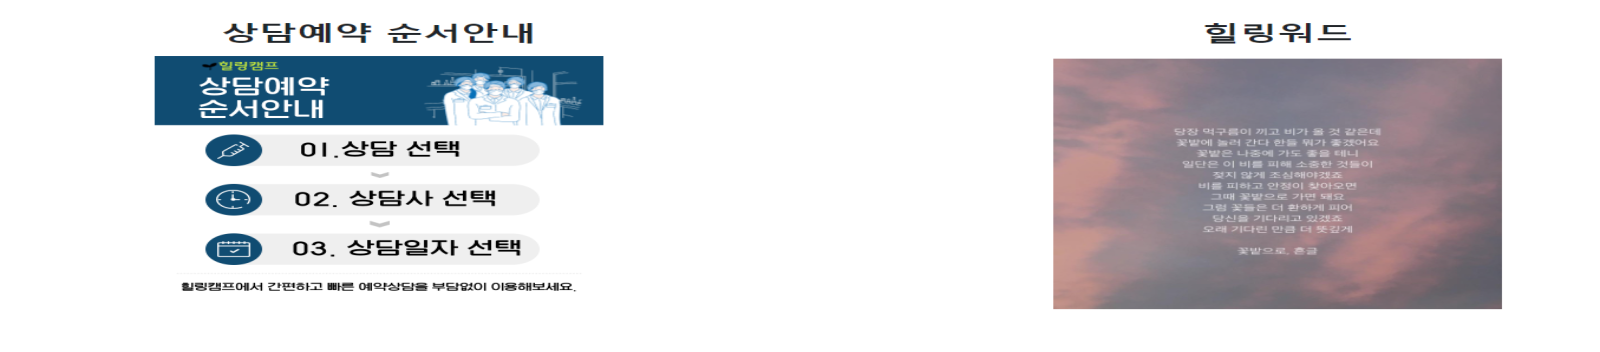 상담예약 순서안내
힐링캠프
상담예약
순서안내
01.상담 선택
02. 상담사 선택
03. 상담일자 선택
힐링캠프에서 간편하고 빠른 예약상담을 부담없이 이용해보세요.
힐링워드
당장 먹구름이 끼고 비가 올 것 같은데
꽃밭에 놀러 간다 한들 뭐가 좋겠어요
꽃밭은 나중에 가도 좋을 테니
일단은 이 비를 피해 소중한 것들이
젖지 않게 조심해야겠죠
비를 피하고 안정이 찾아오면
그때 꽃밭으로 가면 돼요
그럼 꽃들은 더 환하게 피어
당신을 기다리고 있겠죠
오래 기다린 만큼 더 뜻깊게
꽃밭으로, 흔글